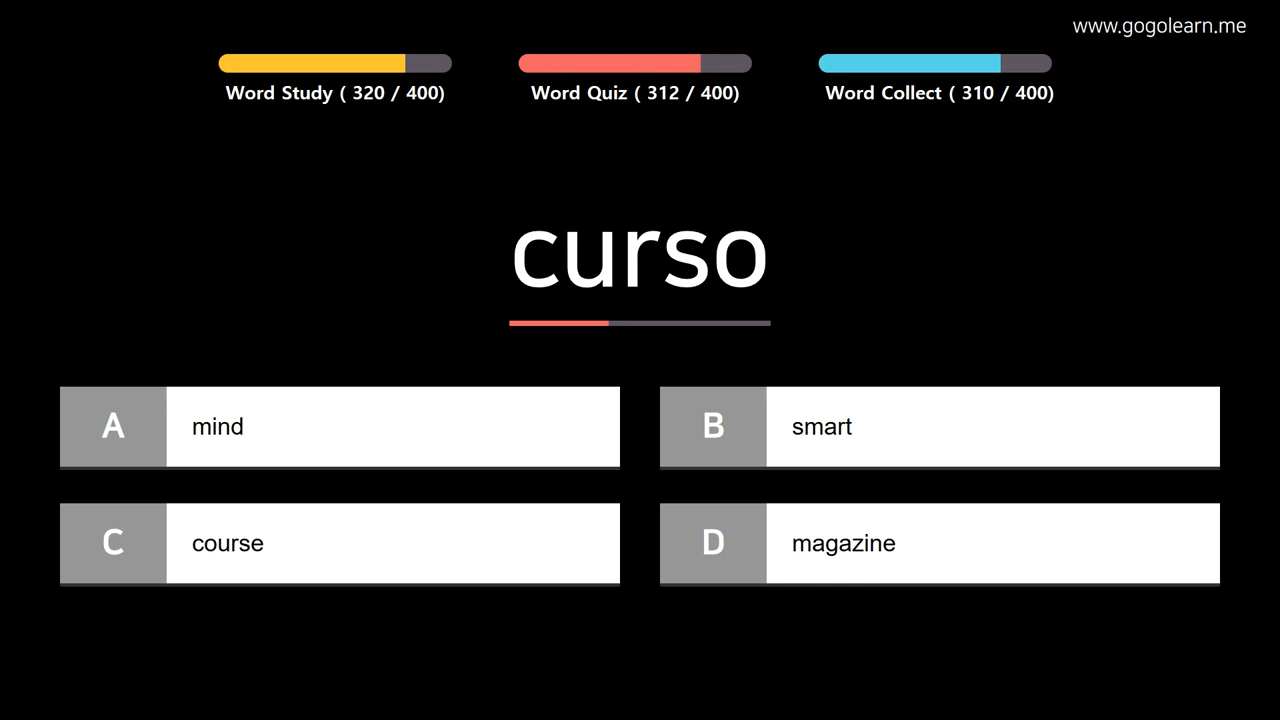 www.gogolearn.me
Word Study ( 320 / 400)
Word Quiz ( 312 / 400)
Word Collect ( 310 / 400)
curso
A mind
B smart
C course
D magazine